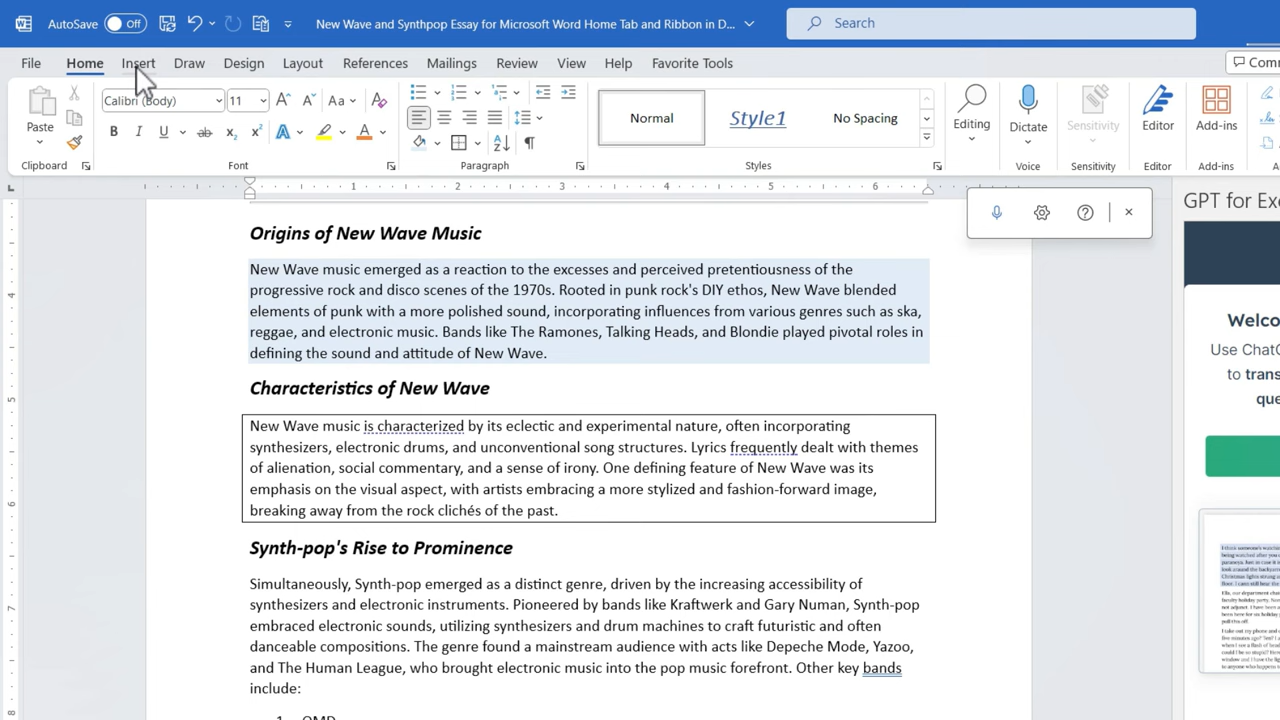 AutoSave Off New Wave and Synthpop Essay for Microsoft Word Home Tab and Ribbon in D... Search
File Home Insert Draw Design Layout References Mailings Review View Help Favorite Tools
Calibri (Body) 11 Aa
Paste Normal Style1 No Spacing Editing Dictate Sensitivity Editor Add-ins
Clipboard Font Paragraph Styles Voice Sensitivity Editor Add-ins
1 2 3 4 5 6
GPT for Ex
Origins of New Wave Music
New Wave music emerged as a reaction to the excesses and perceived pretentiousness of the
progressive rock and disco scenes of the 1970s. Rooted in punk rock's DIY ethos, New Wave blended
elements of punk with a more polished sound, incorporating influences from various genres such as ska,
reggae, and electronic music. Bands like The Ramones, Talking Heads, and Blondie played pivotal roles in
defining the sound and attitude of New Wave.
Characteristics of New Wave
New Wave music is characterized by its eclectic and experimental nature, often incorporating
synthesizers, electronic drums, and unconventional song structures. Lyrics frequently dealt with themes
of alienation, social commentary, and a sense of irony. One defining feature of New Wave was its
emphasis on the visual aspect, with artists embracing a more stylized and fashion-forward image,
breaking away from the rock clichés of the past.
Synth-pop's Rise to Prominence
Simultaneously, Synth-pop emerged as a distinct genre, driven by the increasing accessibility of
synthesizers and electronic instruments. Pioneered by bands like Kraftwerk and Gary Numan, Synth-pop
embraced electronic sounds, utilizing synthesizers and drum machines to craft futuristic and often
danceable compositions. The genre found a mainstream audience with acts like Depeche Mode, Yazoo,
and The Human League, who brought electronic music into the pop music forefront. Other key bands
include:
1. OMD
Welco
Use ChatG
to trans
que